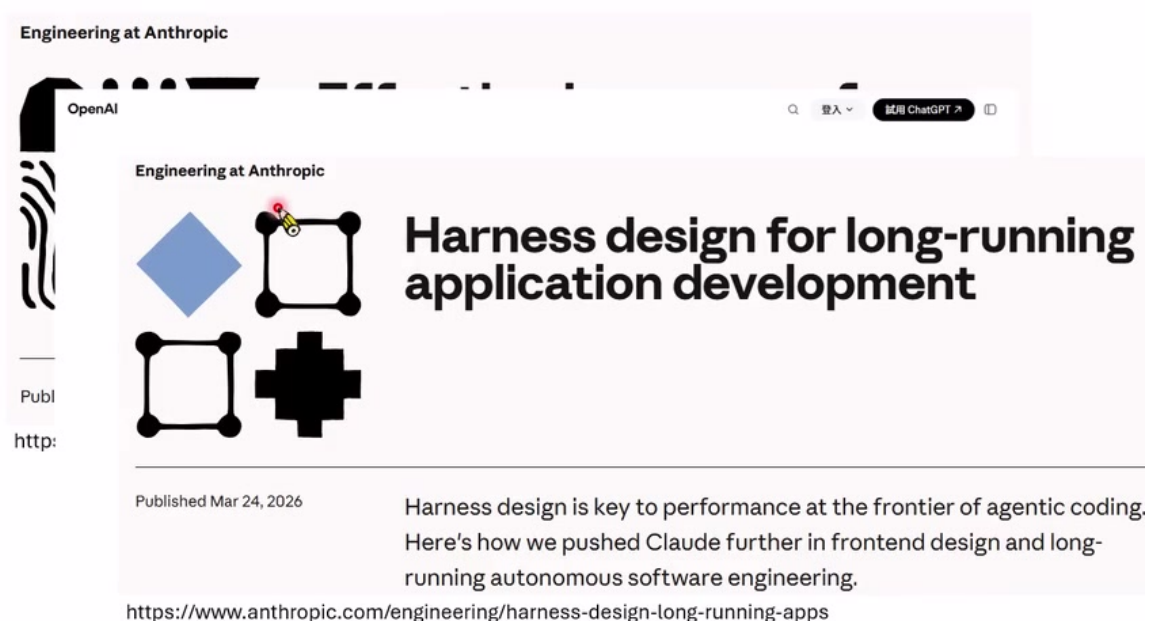 Engineering at Anthropic
OpenAI
登入
試用 ChatGPT ↗
Engineering at Anthropic
Harness design for long-running
application development
Publ
http:
Published Mar 24, 2026
Harness design is key to performance at the frontier of agentic coding.
Here's how we pushed Claude further in frontend design and long-
running autonomous software engineering.
https://www.anthropic.com/engineering/harness-design-long-running-apps